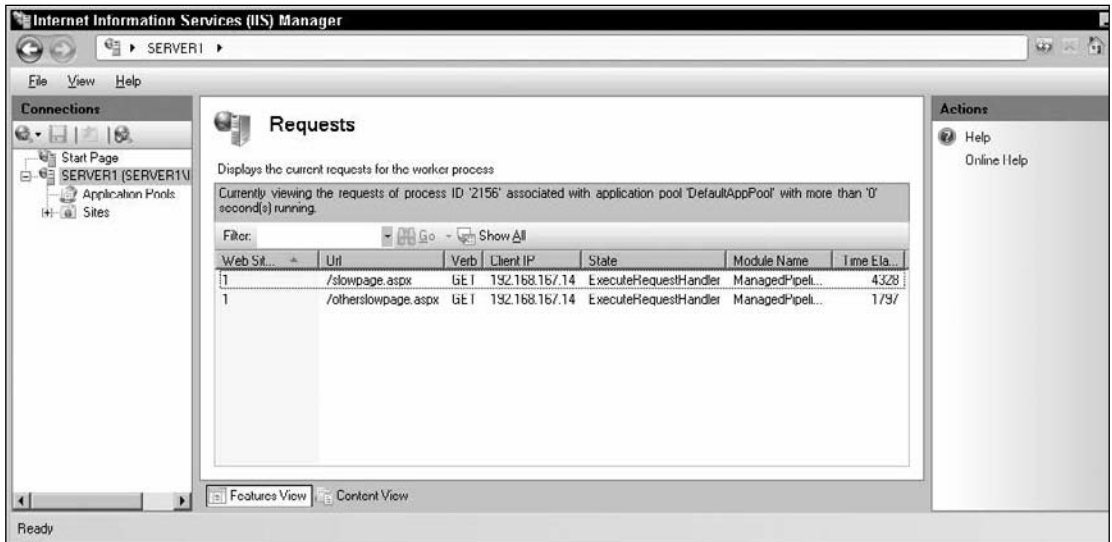 Internet Information Services (IIS) Manager
SERVER1
File View Help
Connections
Start Page
SERVER1 (SERVER1\
Application Pools
Sites
Requests
Displays the current requests for the worker process
Currently viewing the requests of process ID '2156' associated with application pool 'DefaultAppPool' with more than '0'
second(s) running.
Filter: Go Show All
Web Sit... Url Verb Client IP State Module Name Time Ela...
1 /slowpage.aspx GET 192.168.167.14 ExecuteRequestHandler ManagedPipeli... 4328
1 /otherslowpage.aspx GET 192.168.167.14 ExecuteRequestHandler ManagedPipeli... 1797
Features View Content View
Actions
Help
Online Help
Ready